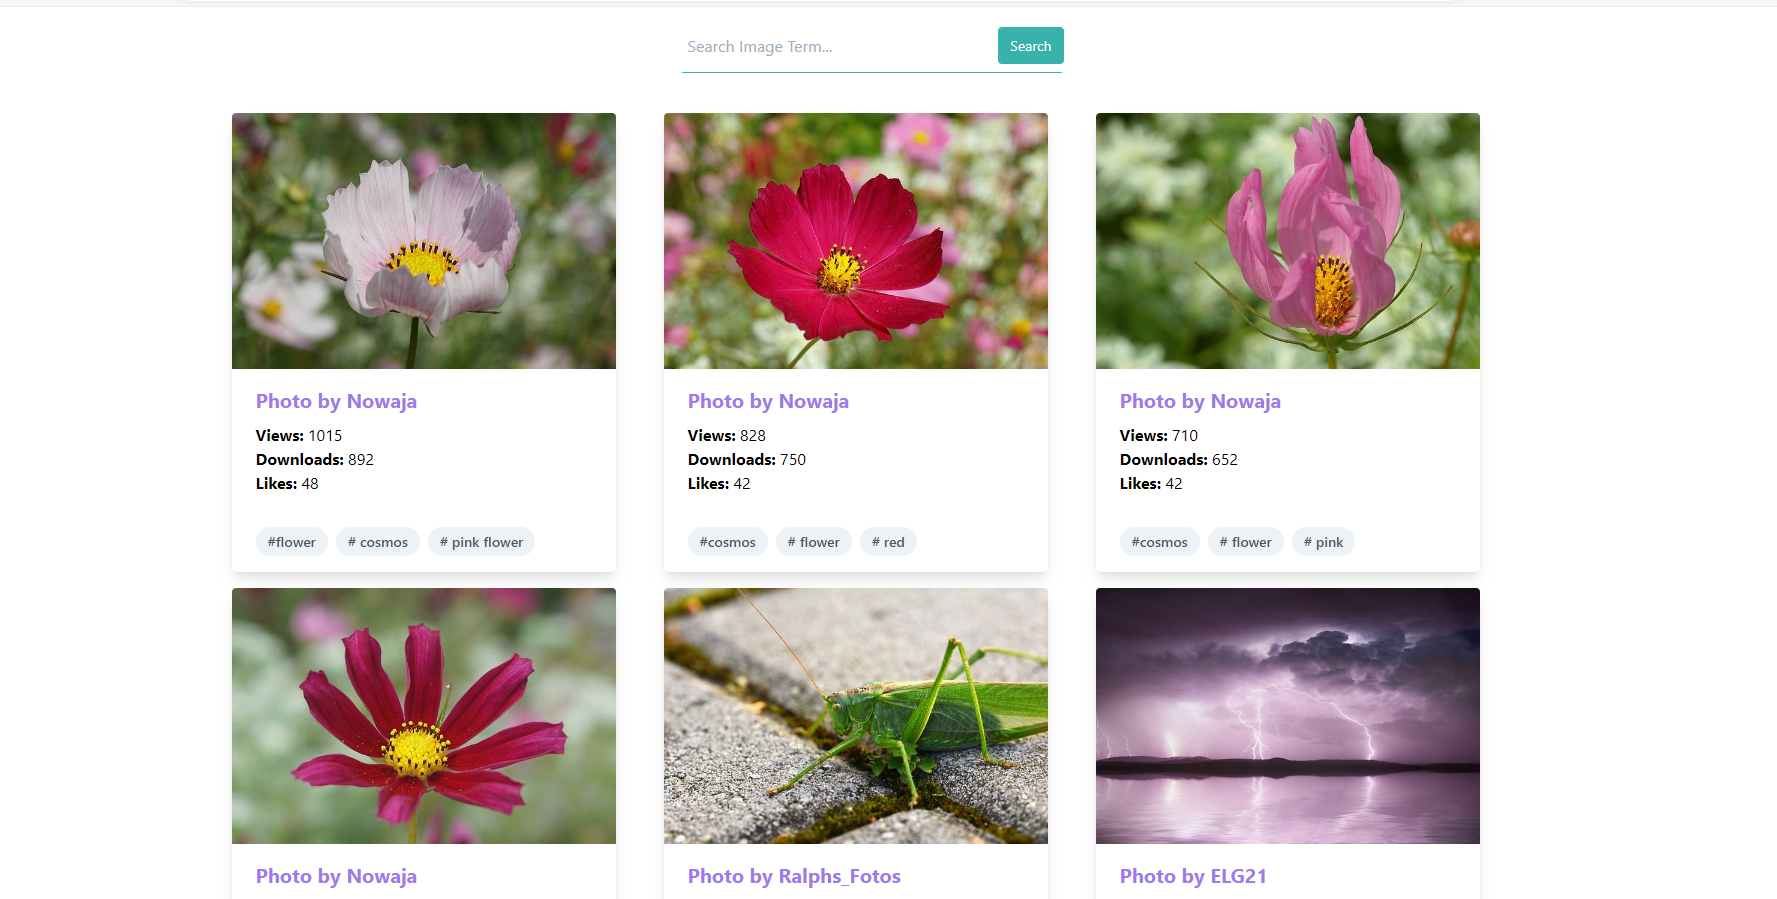 Search Image Term...
Search
Photo by Nowaja
Views: 1015
Downloads: 892
Likes: 48
#flower # cosmos # pink flower
Photo by Nowaja
Views: 828
Downloads: 750
Likes: 42
#cosmos # flower # red
Photo by Nowaja
Views: 710
Downloads: 652
Likes: 42
#cosmos # flower # pink
Photo by Nowaja
Photo by Ralphs_Fotos
Photo by ELG21